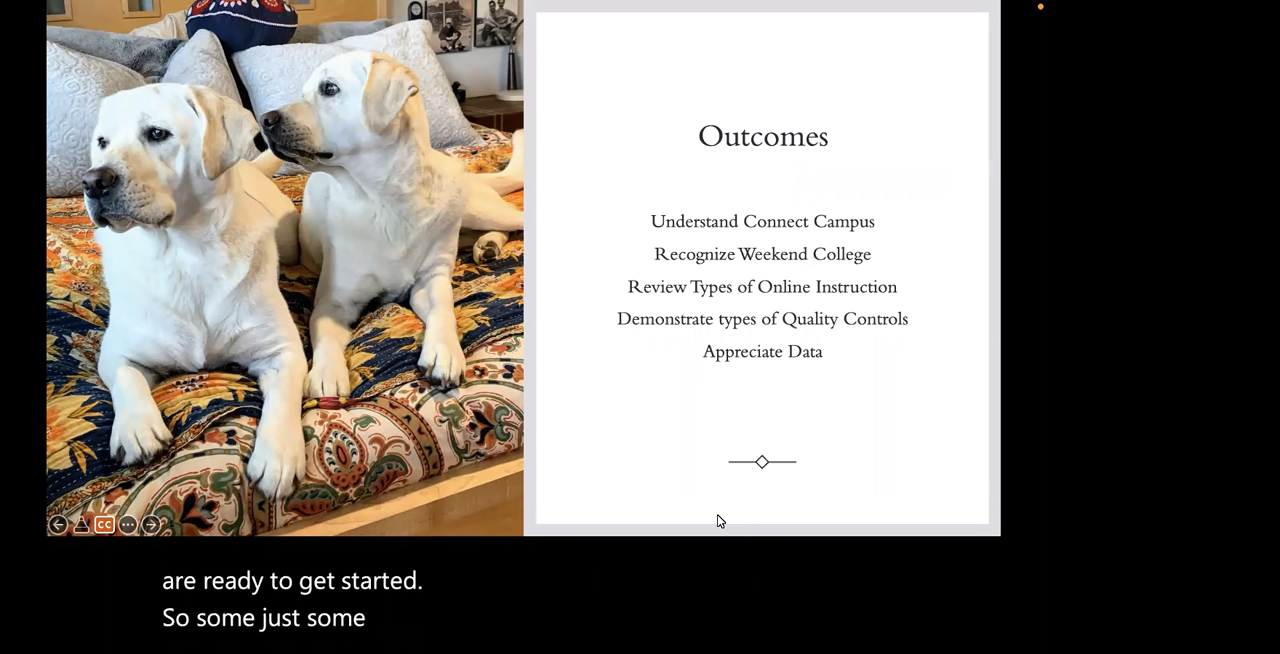 Outcomes
Understand Connect Campus
Recognize Weekend College
Review Types of Online Instruction
Demonstrate types of Quality Controls
Appreciate Data
CC
are ready to get started.
So some just some